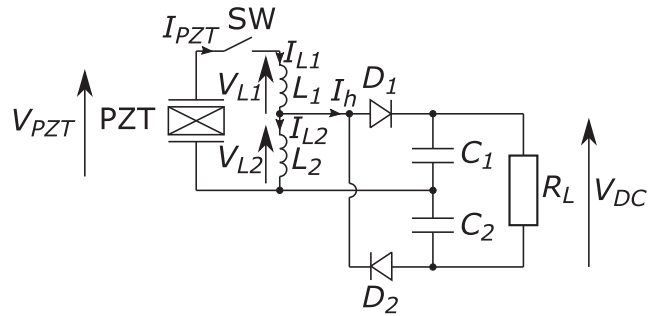 I_PZT SW
I_L1
V_L1 L_1 I_h D_1
V_PZT PZT
I_L2
V_L2 L_2 C_1
R_L V_DC
C_2
D_2